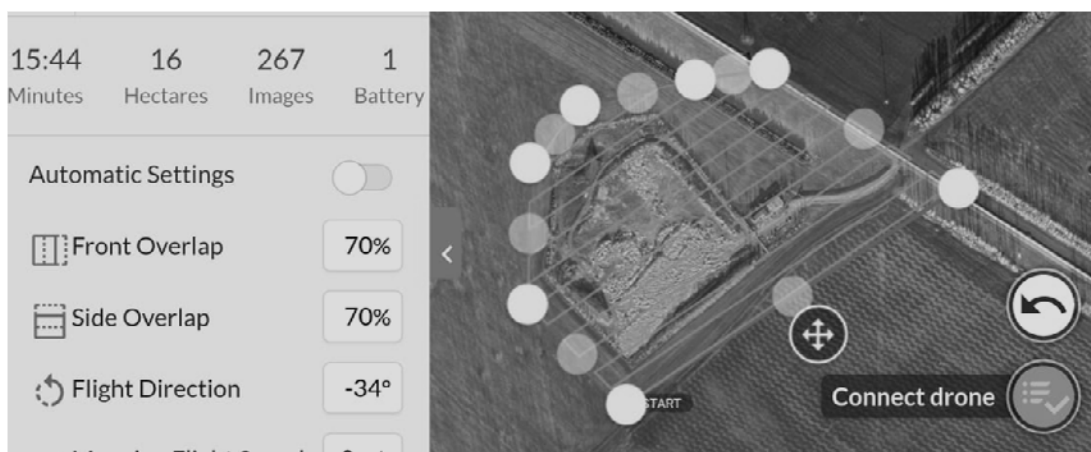 15:44 16 267 1
Minutes Hectares Images Battery
Automatic Settings
Front Overlap 70%
Side Overlap 70%
Flight Direction -34°
START
Connect drone